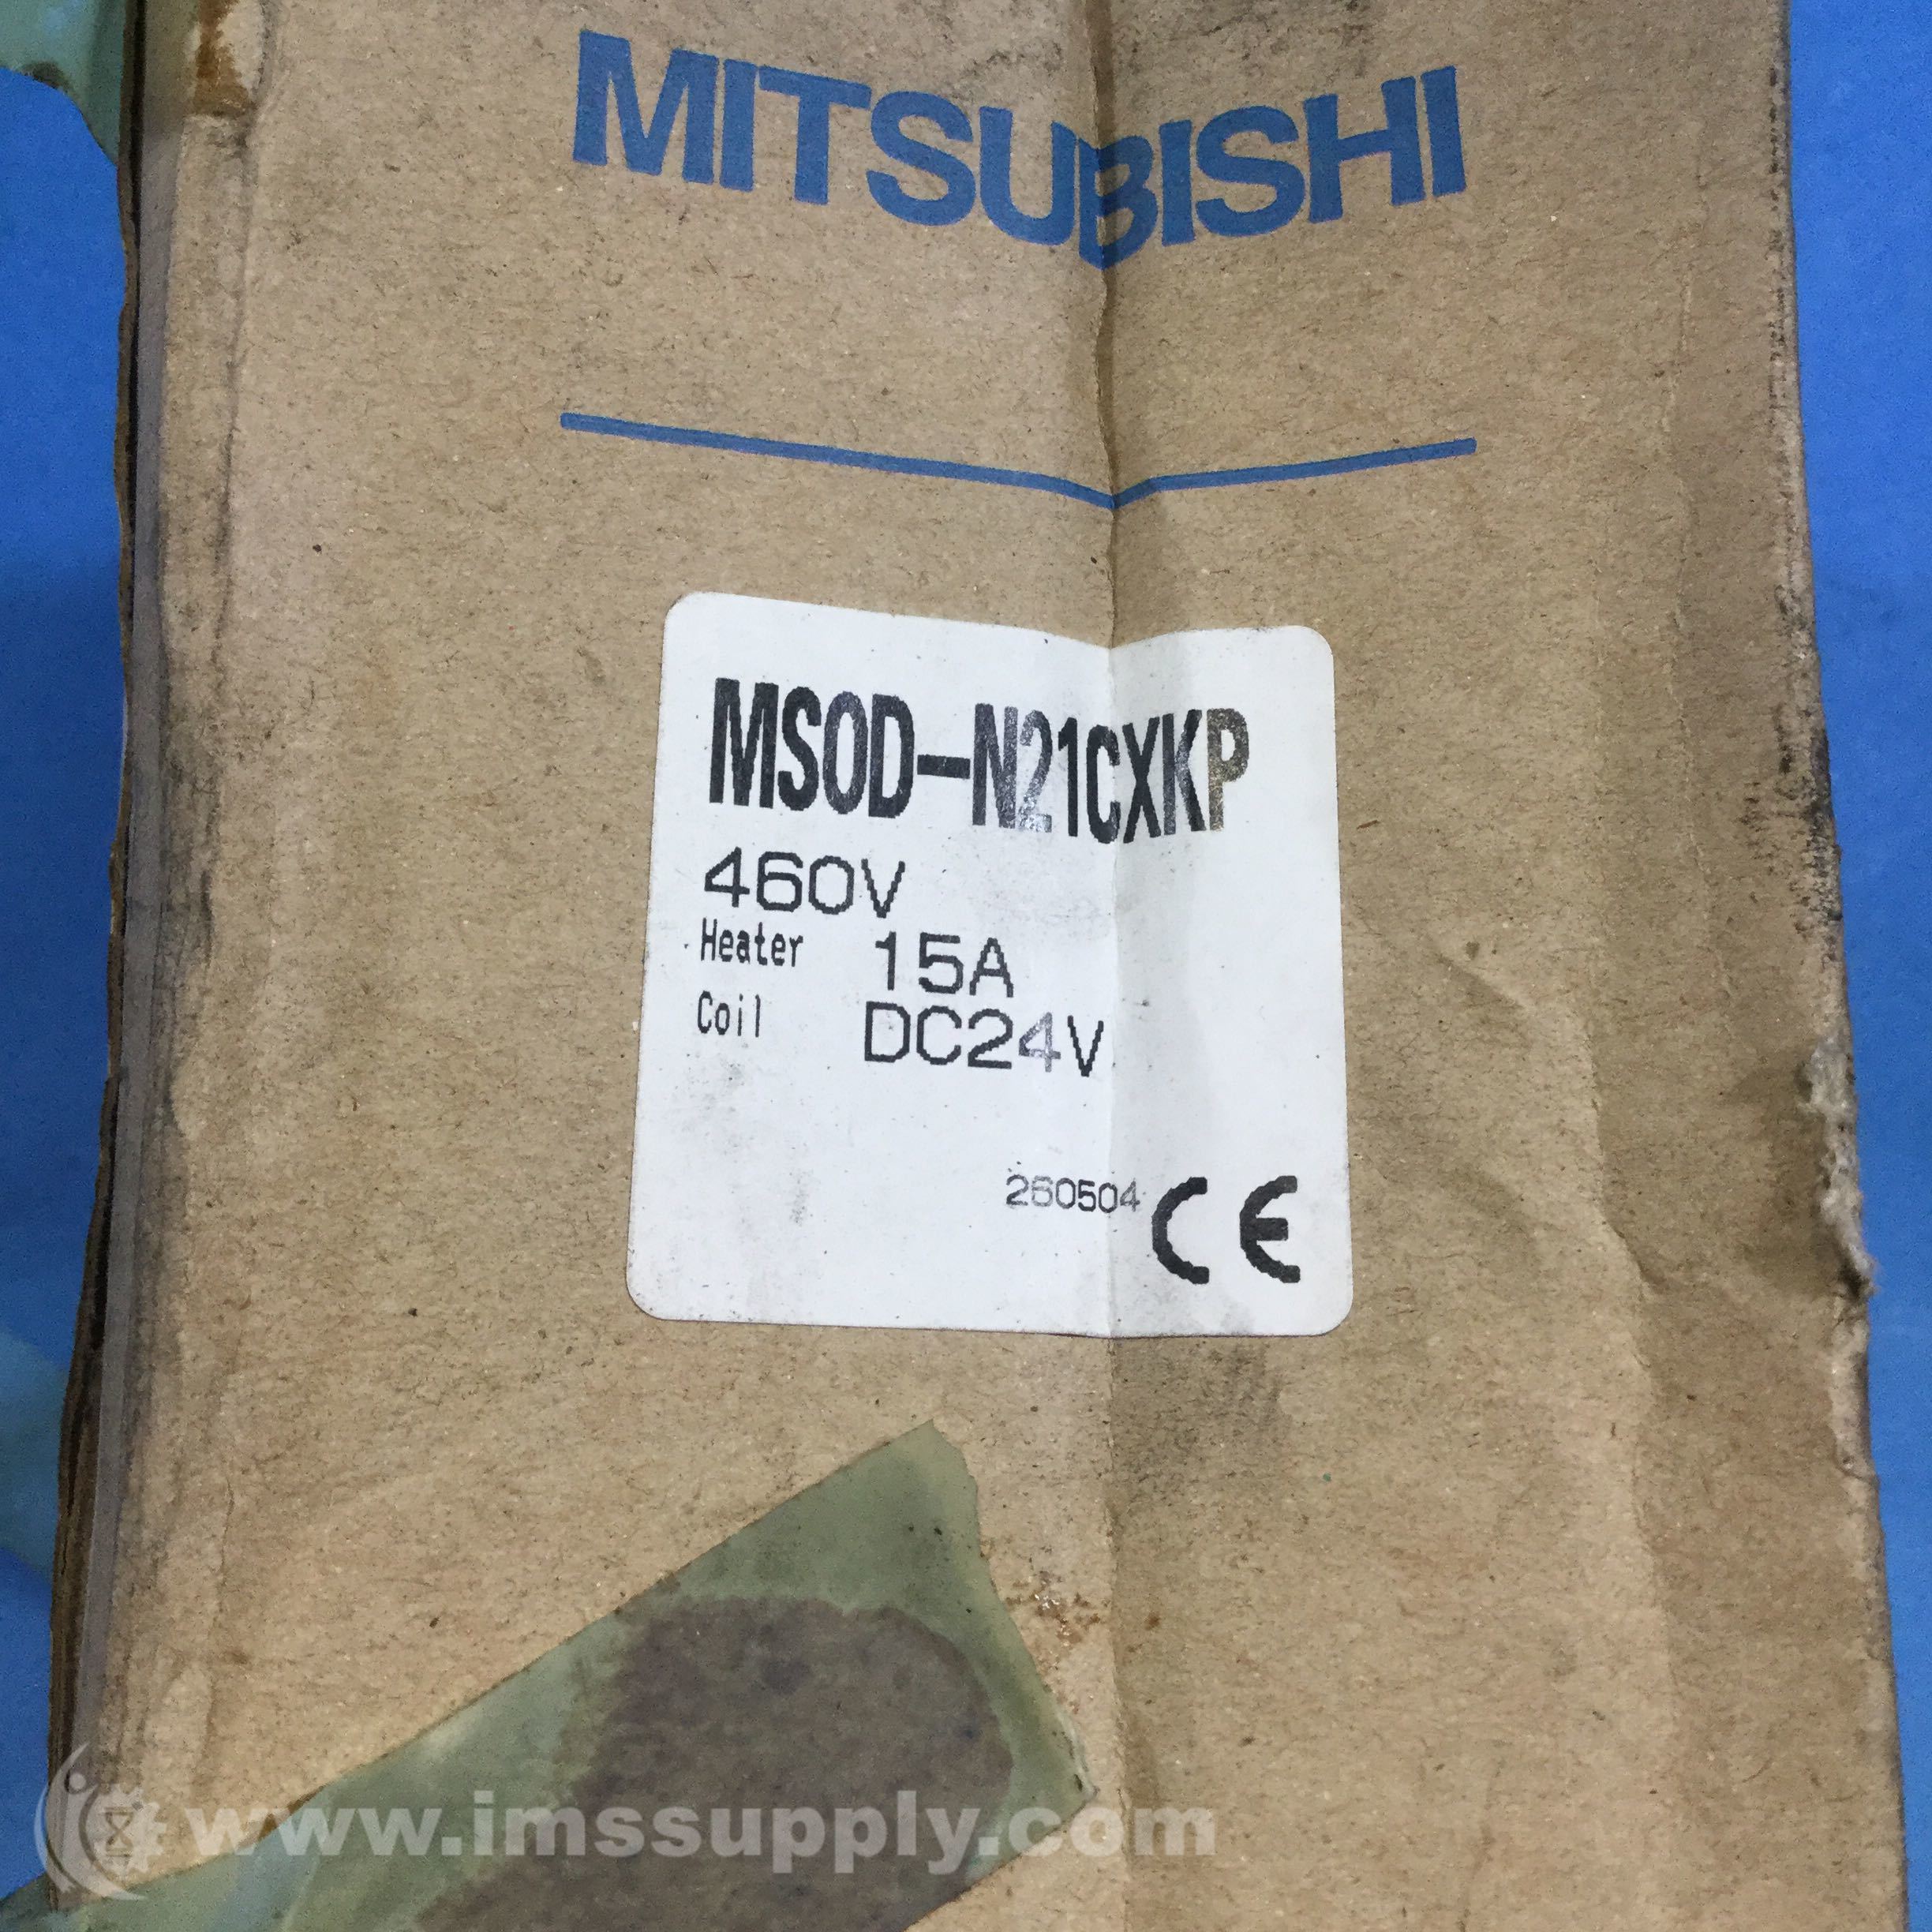 MITSUBISHI
MSOD-N21CXKP
460V
Heater 15A
Coil DC24V
260504 CE
www.imssupply.com